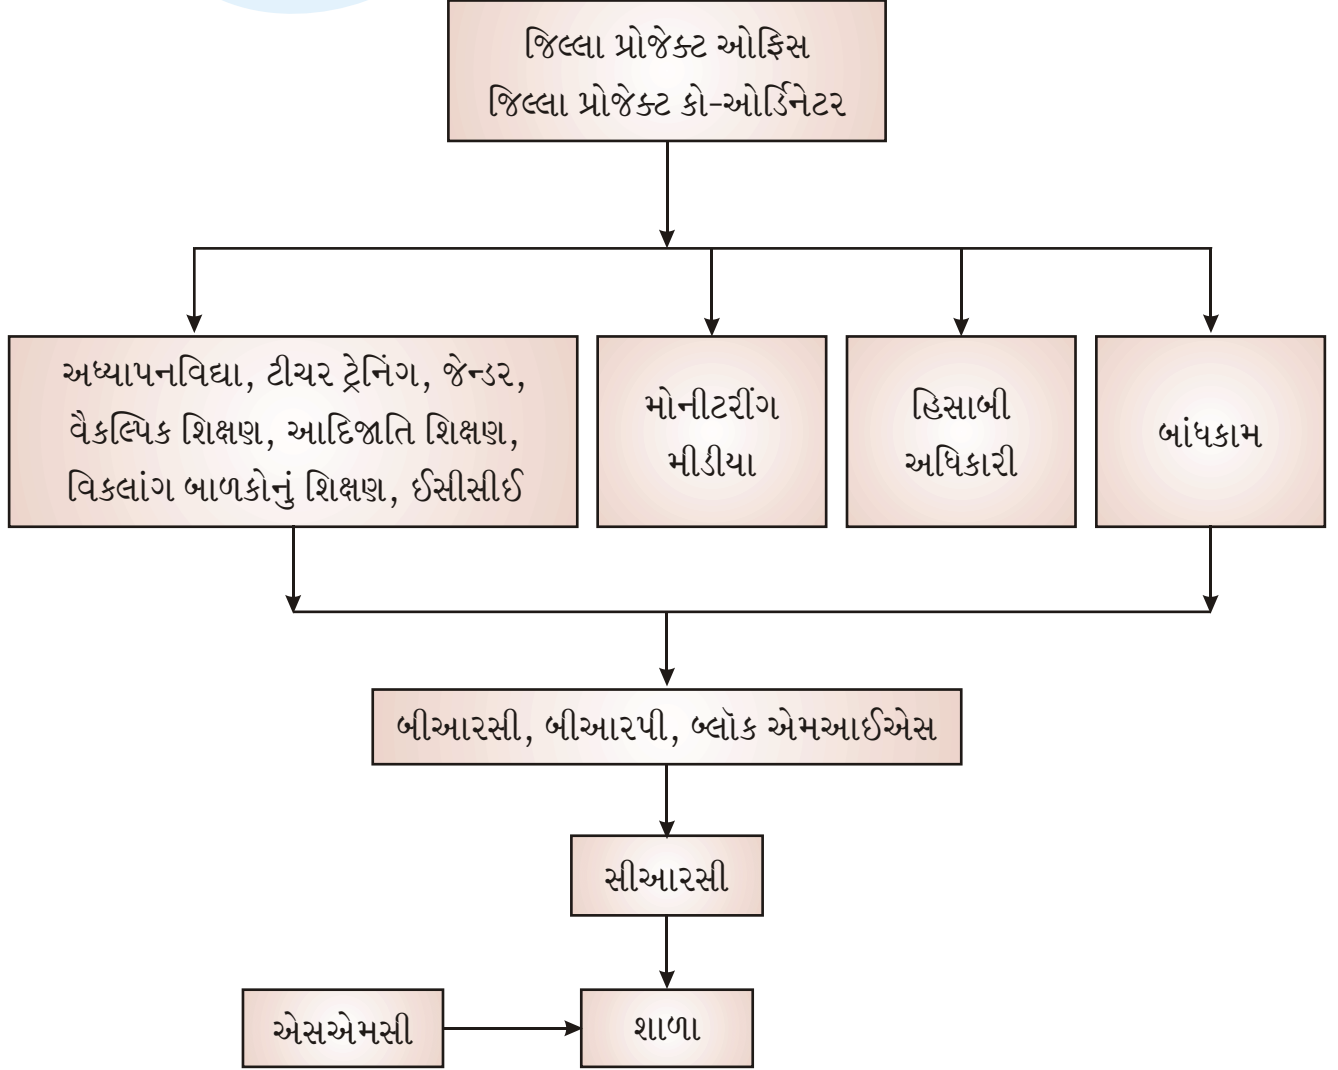 જિલ્લા પ્રોજેક્ટ ઓફિસ
જિલ્લા પ્રોજેક્ટ કો-ઓર્ડિનેટર
અધ્યાપનવિદ્યા, ટીચર ટ્રેનિંગ, જેન્ડર,
વૈકલ્પિક શિક્ષણ, આદિજાતિ શિક્ષણ,
વિકલાંગ બાળકોનું શિક્ષણ, ઈસીસીઈ
મોનીટરીંગ
મીડીયા
હિસાબી
અધિકારી
બાંધકામ
બીઆરસી, બીઆરપી, બ્લૉક એમઆઈએસ
સીઆરસી
એસએમસી
શાળા